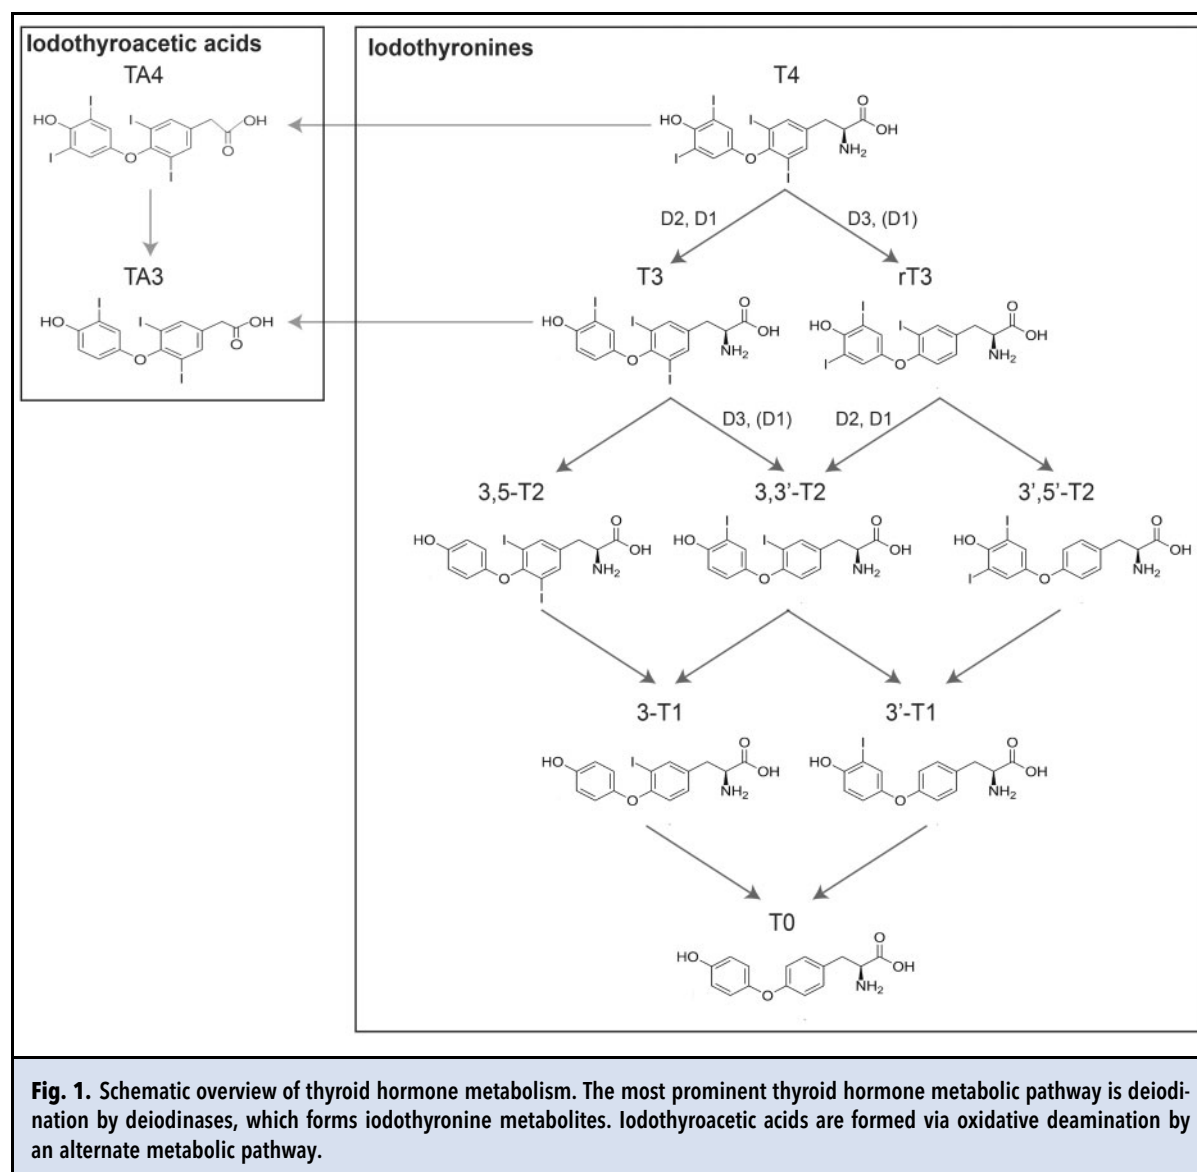 Iodothyroacetic acids
Iodothyronines
TA4
T4
I
HO
I
O
I
I
O
OH
I
HO
I
O
I
I
O
OH
NH2
D2, D1
D3, (D1)
TA3
T3
rT3
I
HO
O
I
I
O
OH
I
HO
O
I
I
O
OH
NH2
I
HO
I
O
I
O
OH
NH2
D3, (D1)
D2, D1
3,5-T2
3,3’-T2
3’,5’-T2
HO
O
I
I
O
OH
NH2
I
HO
O
I
O
OH
NH2
I
HO
I
O
O
OH
NH2
3-T1
3’-T1
HO
O
I
O
OH
NH2
I
HO
O
O
OH
NH2
T0
HO
O
O
OH
NH2
Fig. 1. Schematic overview of thyroid hormone metabolism. The most prominent thyroid hormone metabolic pathway is deiodi-
nation by deiodinases, which forms iodothyronine metabolites. Iodothyroacetic acids are formed via oxidative deamination by
an alternate metabolic pathway.